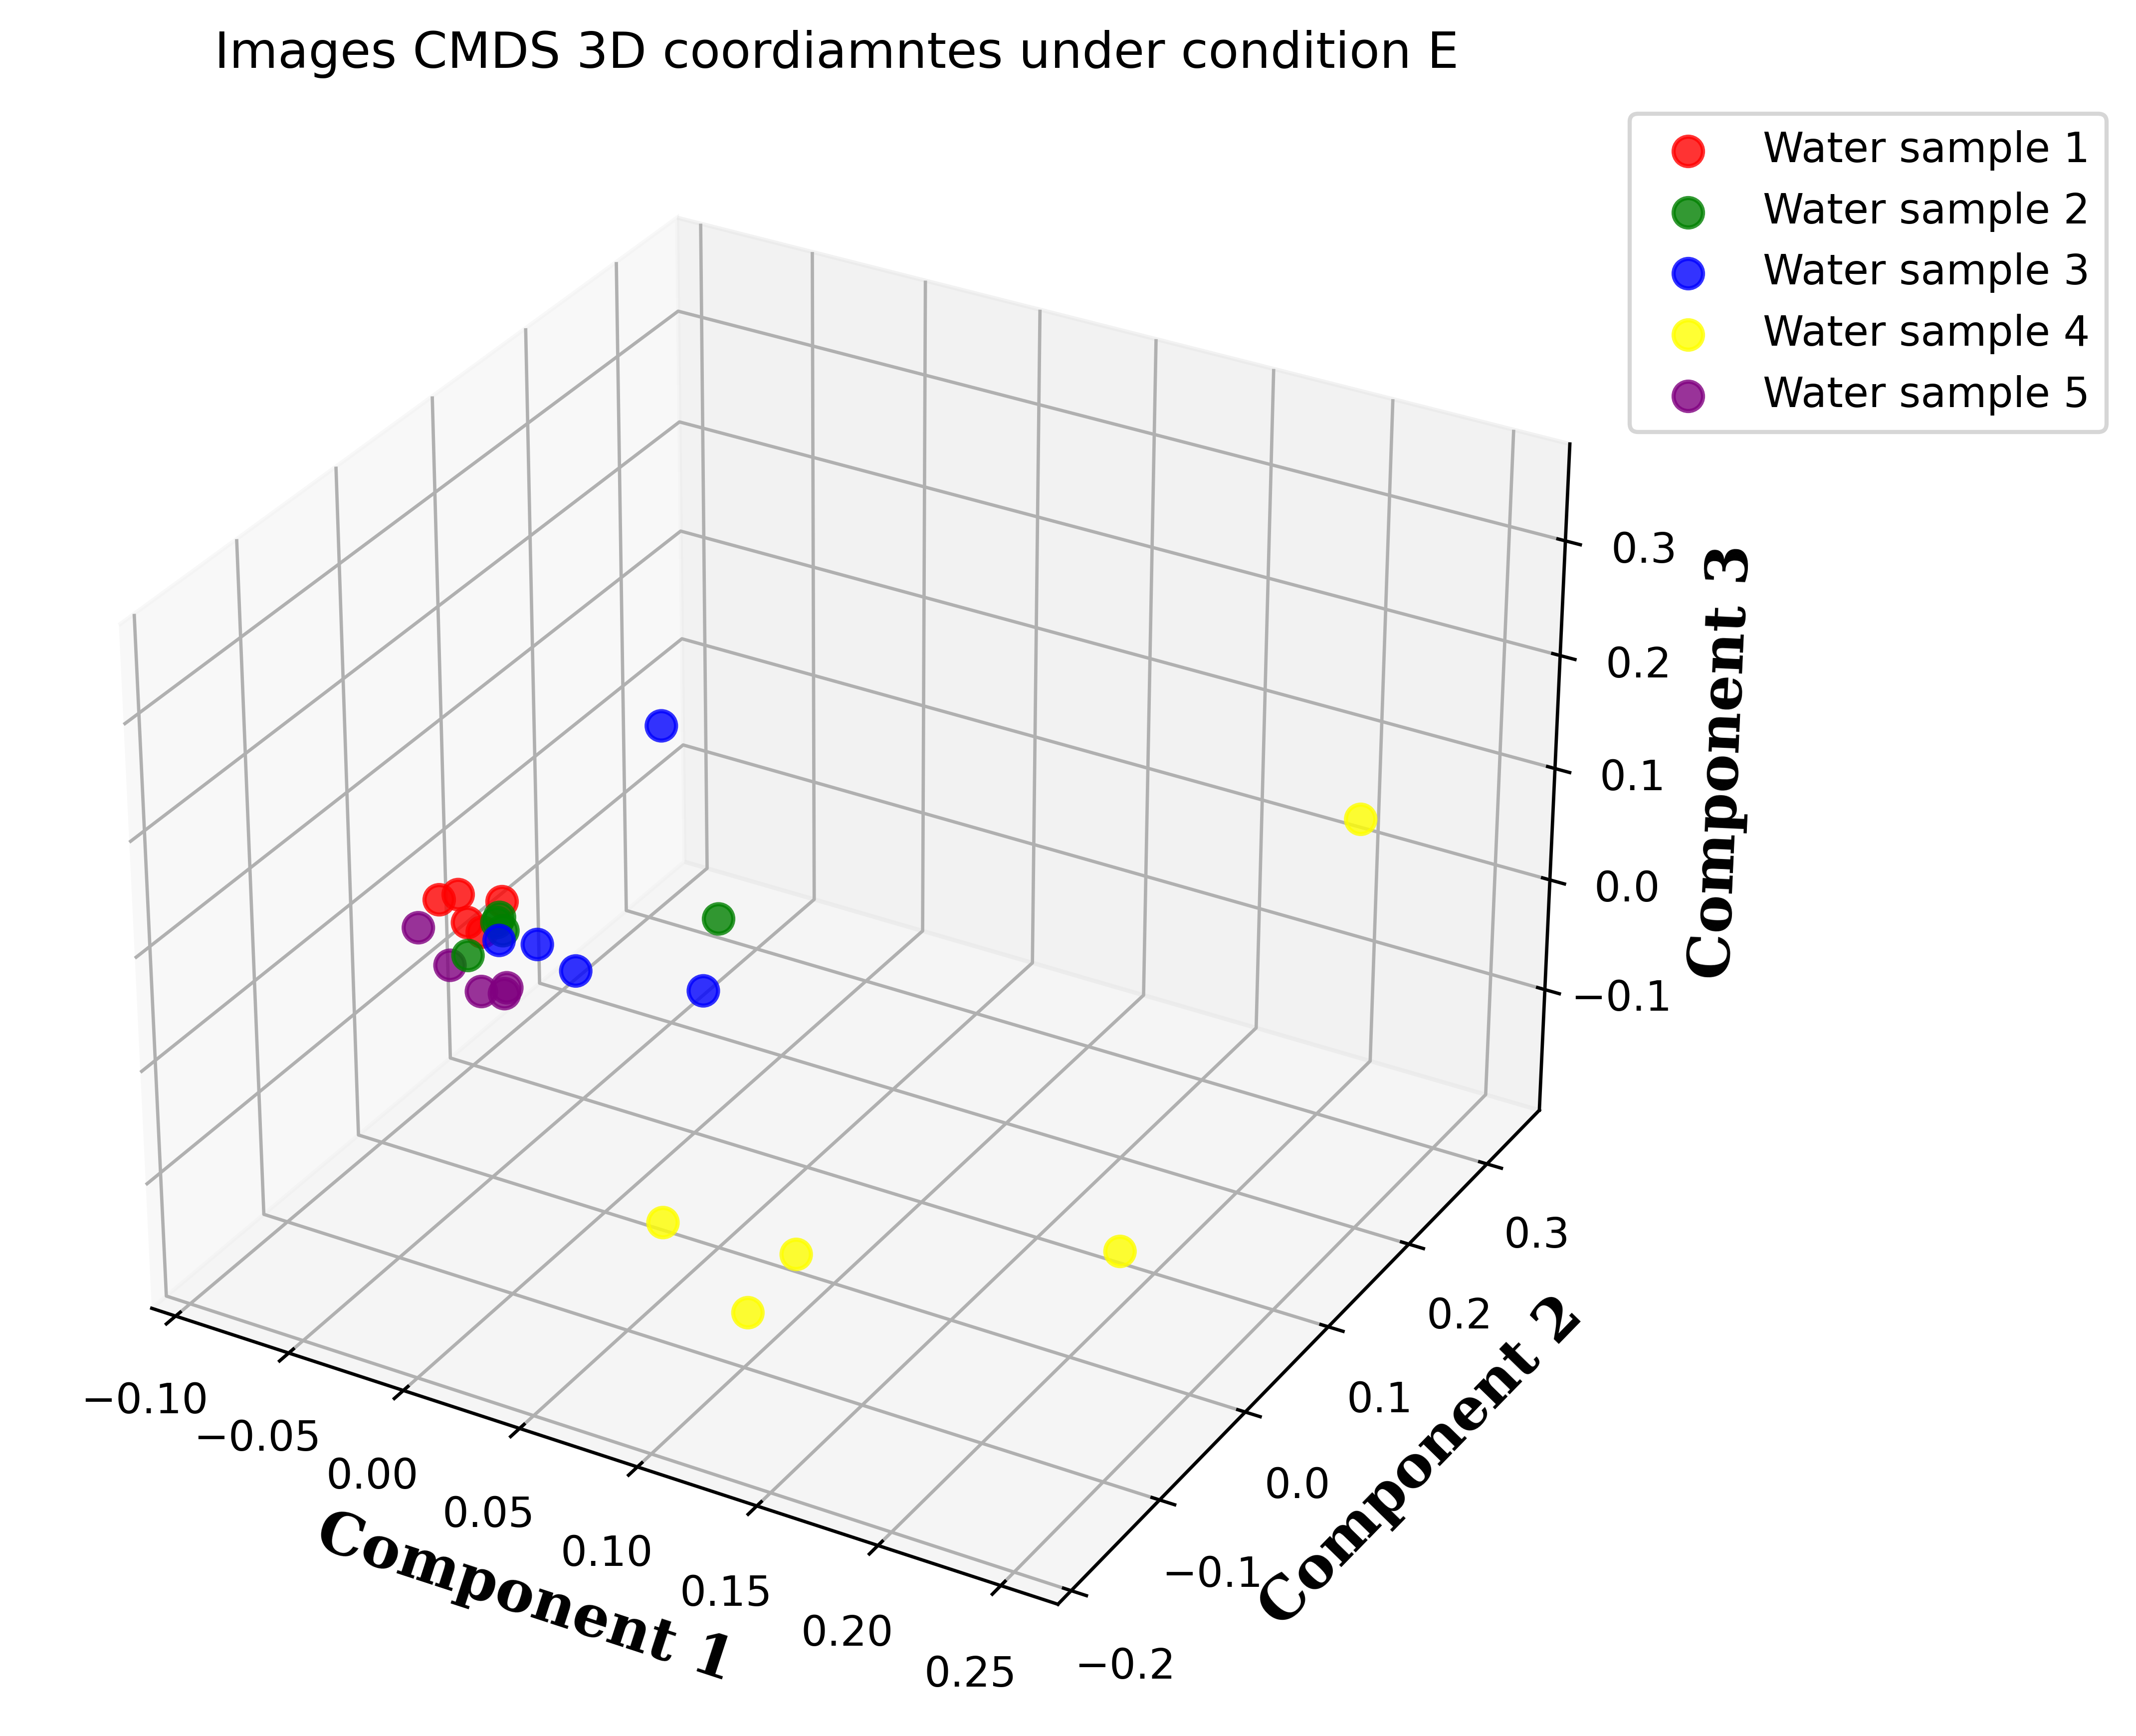 Images CMDS 3D coordiamntes under condition E
Water sample 1
Water sample 2
Water sample 3
Water sample 4
Water sample 5
0.3
0.2
0.1
0.0
−0.1
Component 3
0.3
0.2
0.1
0.0
−0.1
−0.2
Component 2
−0.10
−0.05
0.00
0.05
0.10
0.15
0.20
0.25
Component 1